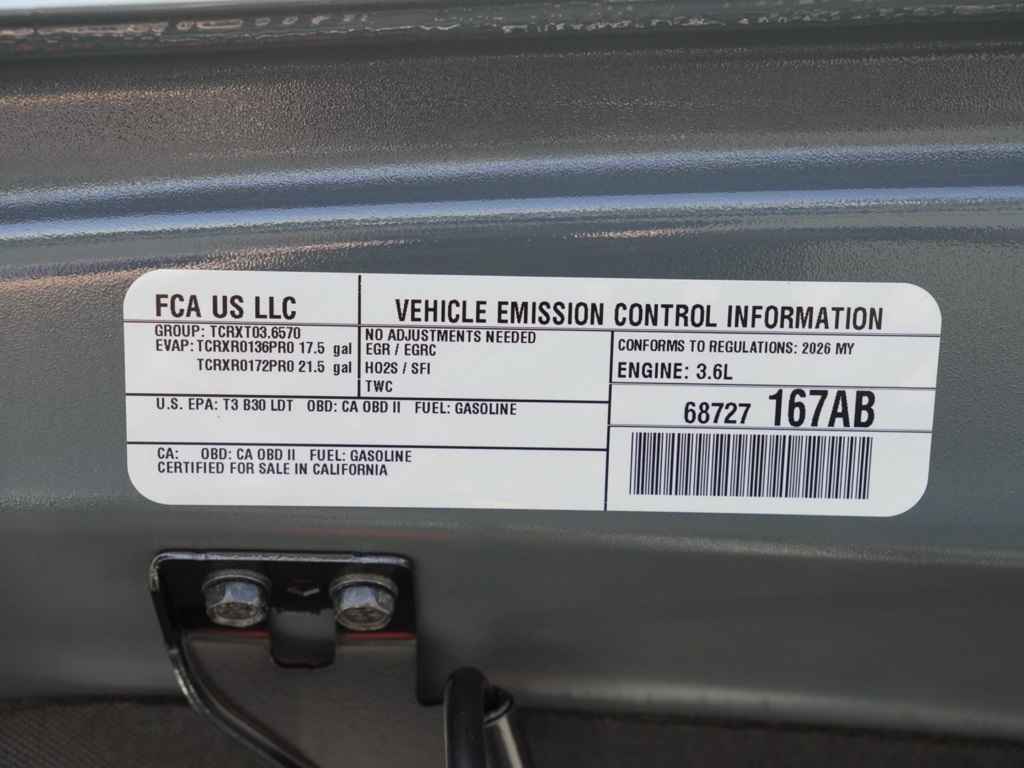 FCA US LLC
VEHICLE EMISSION CONTROL INFORMATION
GROUP: TCRXT03.6570
EVAP: TCRXR0136PR0 17.5 gal
TCRXR0172PR0 21.5 gal
NO ADJUSTMENTS NEEDED
EGR / EGRC
HO2S / SFI
TWC
CONFORMS TO REGULATIONS: 2026 MY
ENGINE: 3.6L
U.S. EPA: T3 B30 LDT OBD: CA OBD II FUEL: GASOLINE
68727 167AB
CA: OBD: CA OBD II FUEL: GASOLINE
CERTIFIED FOR SALE IN CALIFORNIA